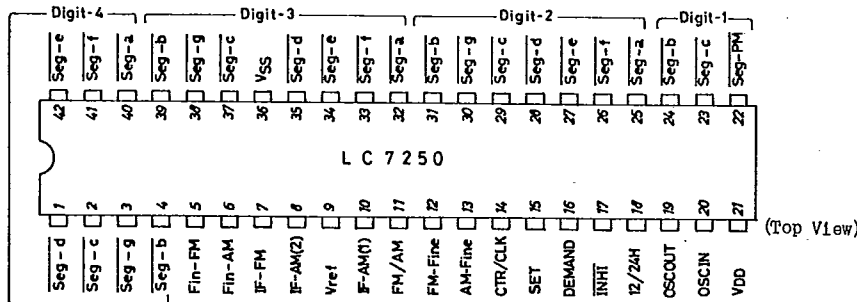 Digit-4 Digit-3 Digit-2 Digit-1
Seg-e Seg-f Seg-a Seg-b Seg-g Seg-c VSS Seg-d Seg-e Seg-f Seg-a Seg-b Seg-g Seg-c Seg-d Seg-e Seg-f Seg-a Seg-b Seg-c Seg-PM
42 41 40 39 38 37 36 35 34 33 32 31 30 29 28 27 26 25 24 23 22
LC7250
1 2 3 4 5 6 7 8 9 10 11 12 13 14 15 16 17 18 19 20 21
(Top View)
Seg-d Seg-c Seg-g Seg-b Fin-FM Fin-AM IF-FM IF-AM(2) Vref IF-AM(1) FM/AM FM-Fine AM-Fine CTR/CLK SET DEMAND INHI 12/24H OSCOUT OSCIN VDD